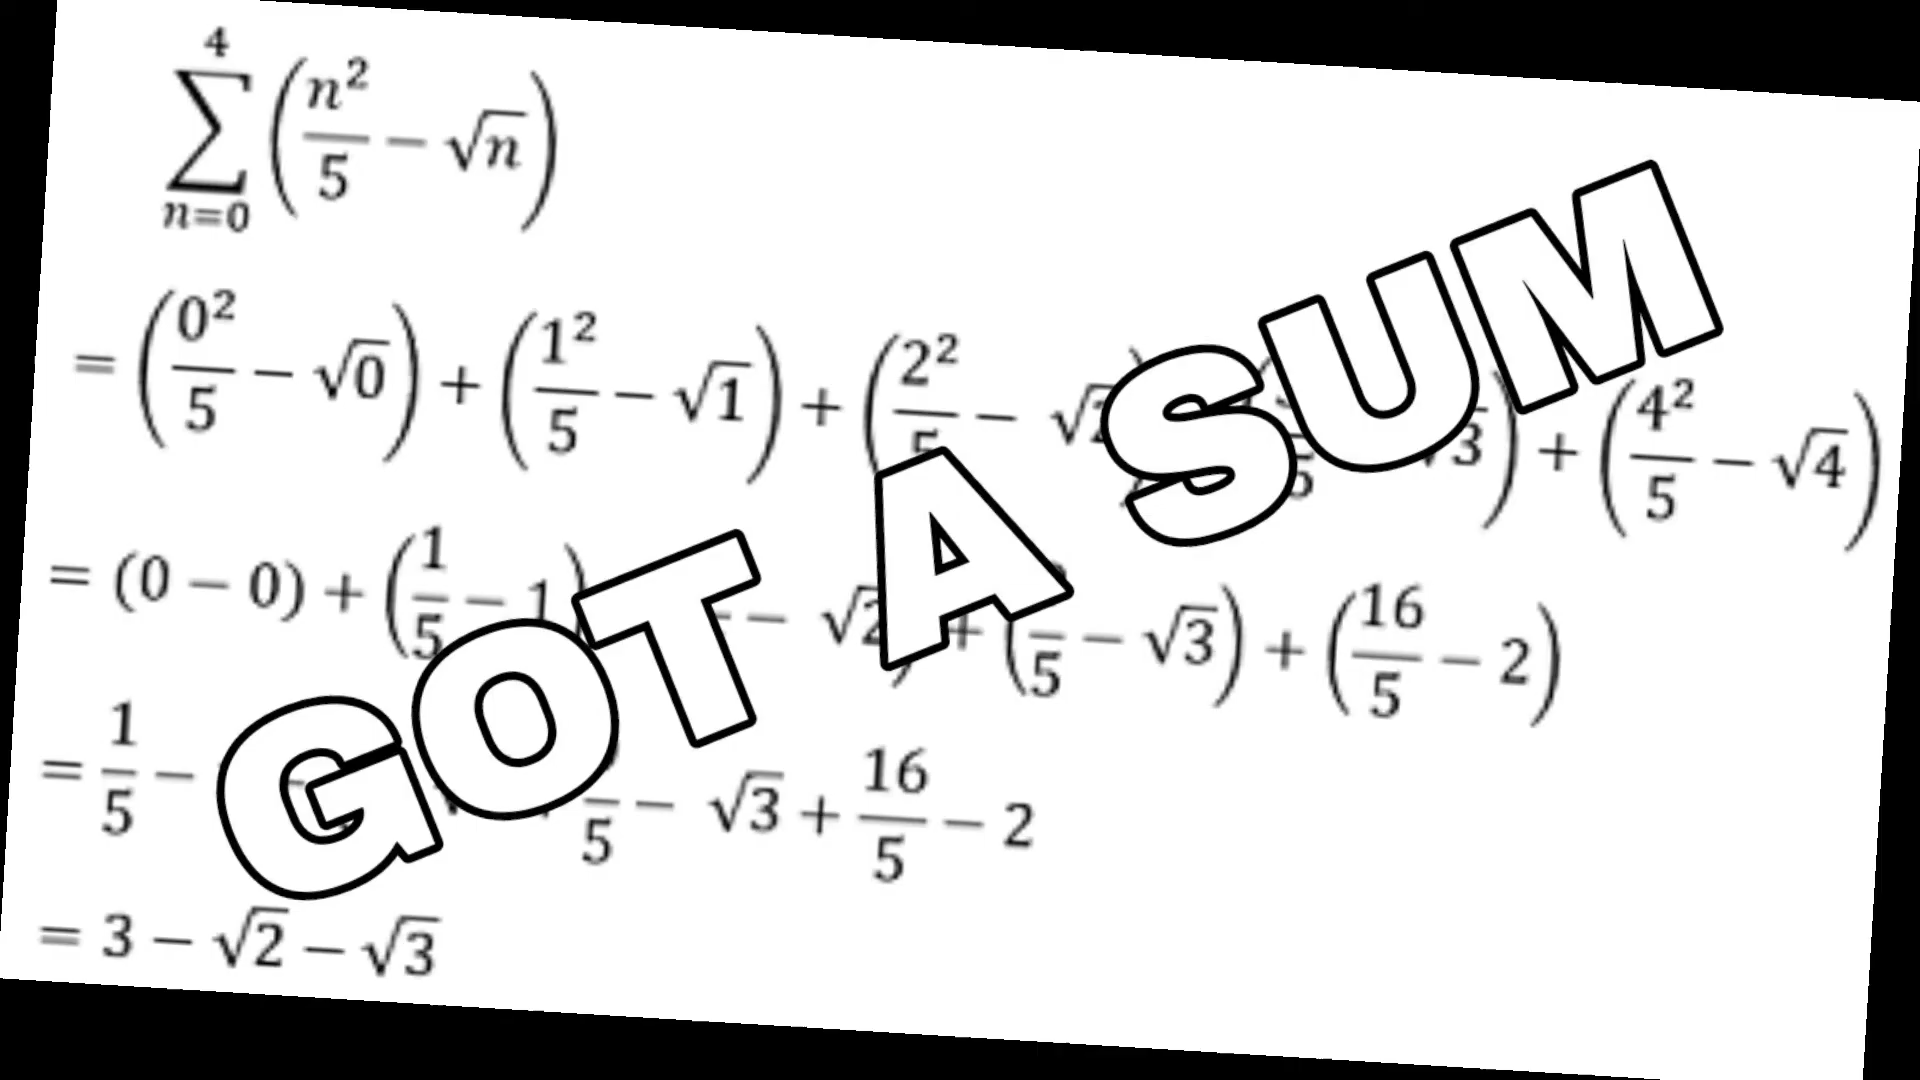 4
∑ (n²/5 − √n)
n=0
= (0²/5 − √0) + (1²/5 − √1) + (2²/5 − √2 5 3) + (4²/5 − √4)
= (0 − 0) + (1/5 − 1) − √2) + (/5 − √3) + (16/5 − 2)
= 1/5 − /5 − √3 + 16/5 − 2
= 3 − √2 − √3
GOT A SUM